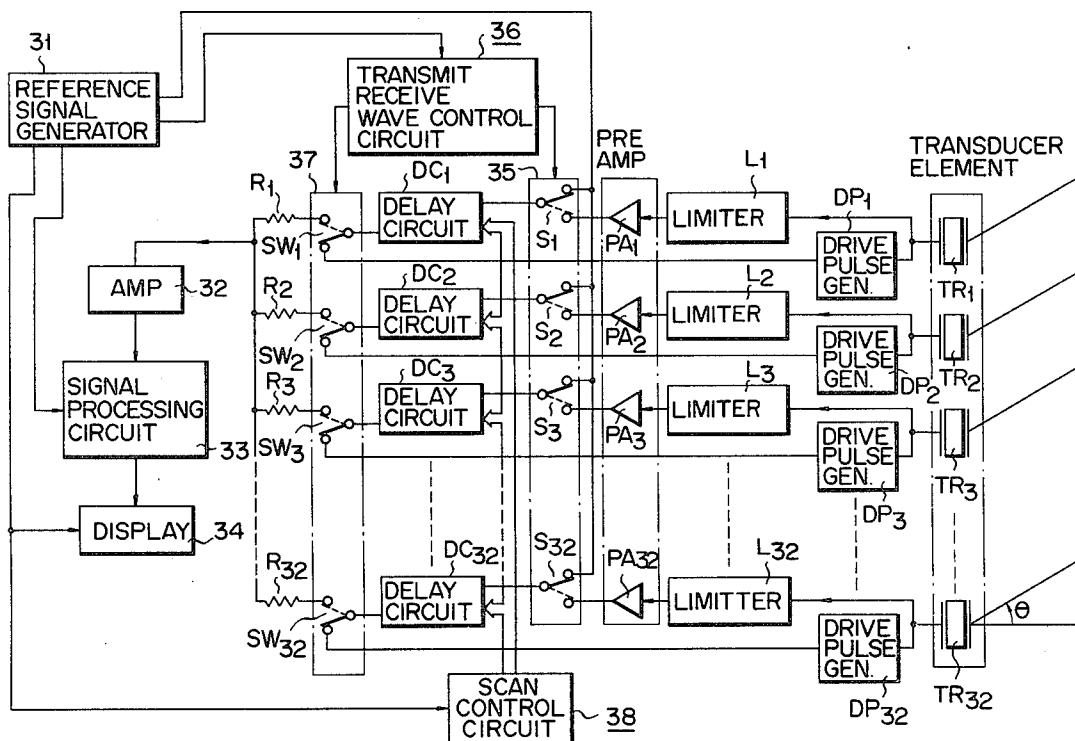 31
REFERENCE
SIGNAL
GENERATOR
36
TRANSMIT
RECEIVE
WAVE CONTROL
CIRCUIT
37
35
PRE
AMP
TRANSDUCER
ELEMENT
R1
SW1
DC1
DELAY
CIRCUIT
S1
PA1
L1
LIMITER
DP1
DRIVE
PULSE
GEN.
TR1
AMP
32
R2
SW2
DC2
DELAY
CIRCUIT
S2
PA2
L2
LIMITER
DRIVE
PULSE
GEN.
DP2
TR2
SIGNAL
PROCESSING
CIRCUIT
33
R3
SW3
DC3
DELAY
CIRCUIT
S3
PA3
L3
LIMITER
DRIVE
PULSE
GEN.
DP3
TR3
DISPLAY
34
R32
SW32
DC32
DELAY
CIRCUIT
S32
PA32
L32
LIMITTER
DRIVE
PULSE
GEN.
DP32
TR32
θ
SCAN
CONTROL
CIRCUIT
38